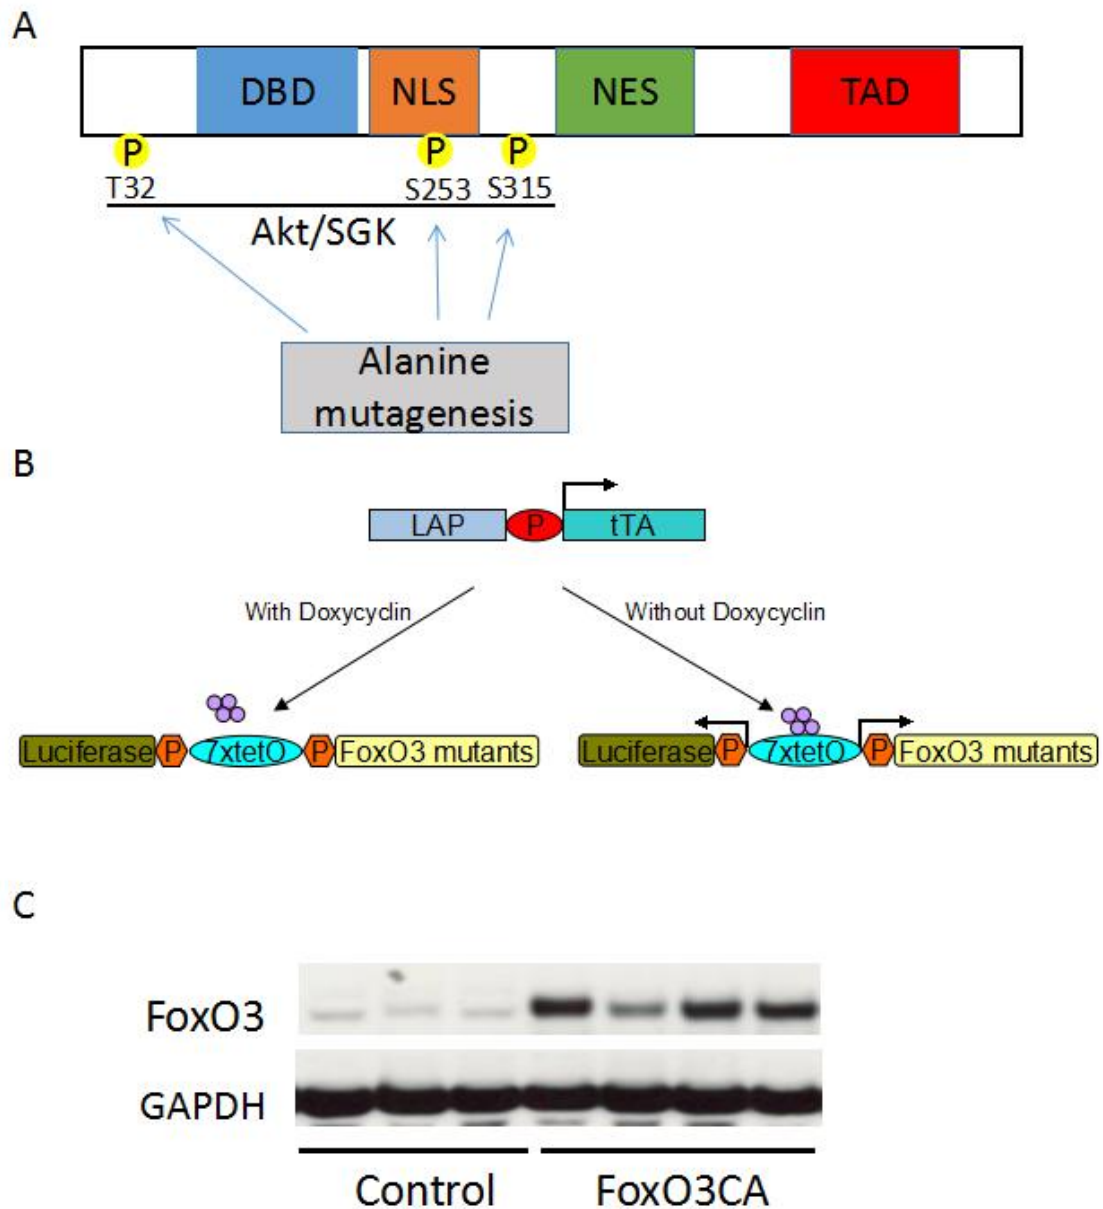 A
DBD NLS NES TAD
P P P
T32 S253 S315
Akt/SGK
Alanine
mutagenesis
B
LAP P tTA
With Doxycyclin Without Doxycyclin
Luciferase P 7xtetO P FoxO3 mutants Luciferase P 7xtetO P FoxO3 mutants
C
FoxO3
GAPDH
Control FoxO3CA